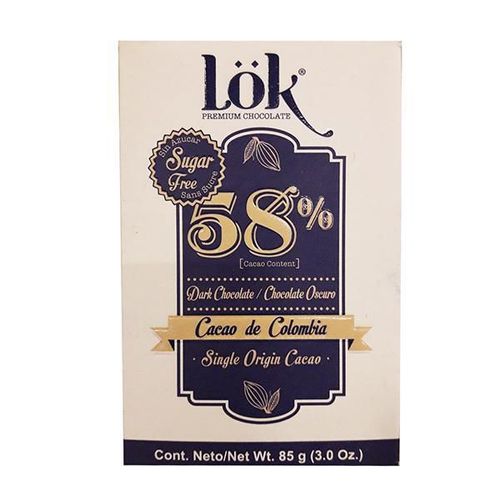 lök®
PREMIUM CHOCOLATE
Sin Azucar
Sugar
Free
Sans Sucre
58%
[Cacao Content]
Dark Chocolate / Chocolate Oscuro
Cacao de Colombia
· Single Origin Cacao ·
Cont. Neto/Net Wt. 85 g (3.0 Oz.)